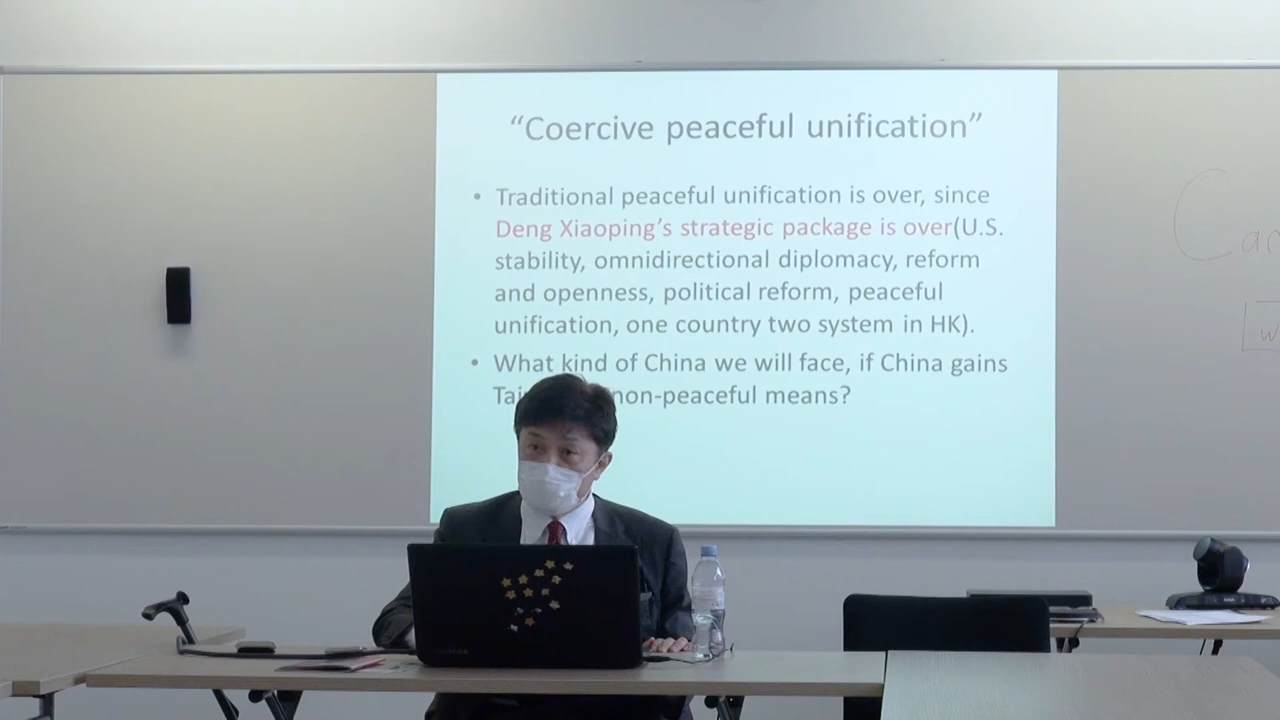 “Coercive peaceful unification”
• Traditional peaceful unification is over, since
Deng Xiaoping’s strategic package is over(U.S.
stability, omnidirectional diplomacy, reform
and openness, political reform, peaceful
unification, one country two system in HK).
• What kind of China we will face, if China gains
non-peaceful means?